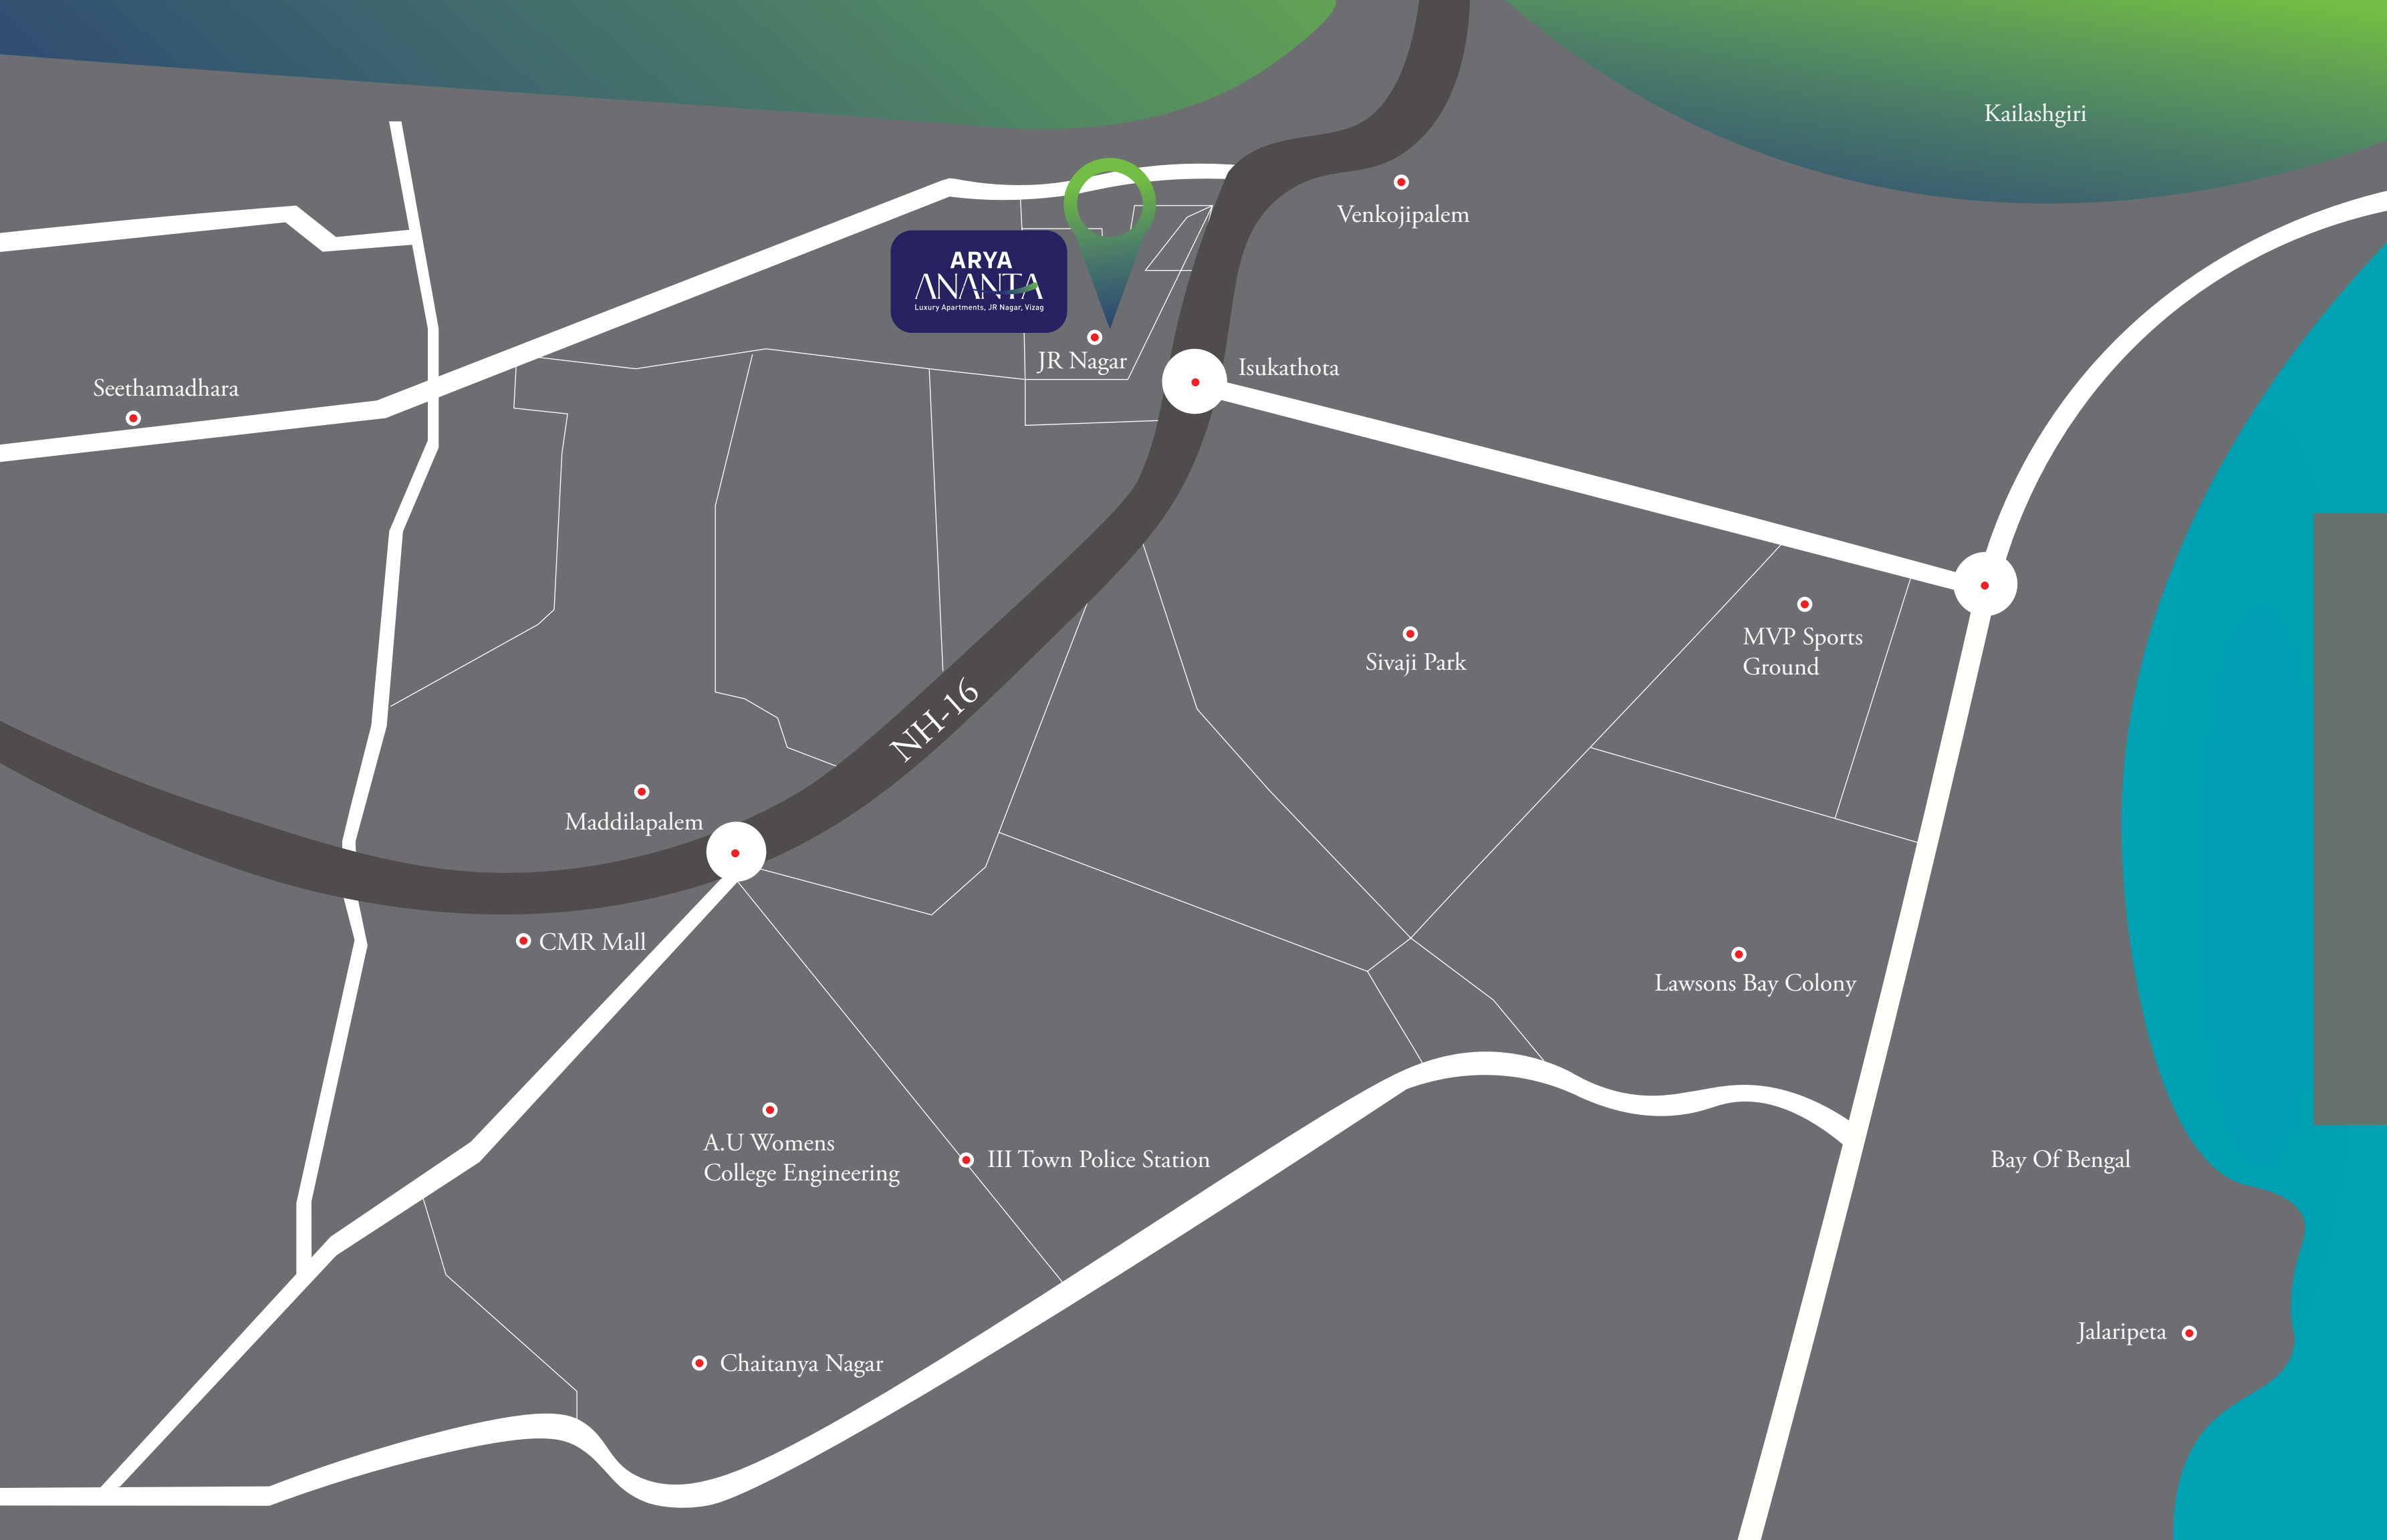 Kailashgiri
Venkojipalem
ARYA
ANANTA
Luxury Apartments, JR Nagar, Vizag
JR Nagar
Isukathota
Seethamadhara
MVP Sports
Ground
Sivaji Park
NH-16
Maddilapalem
CMR Mall
Lawsons Bay Colony
A.U Womens
College Engineering
III Town Police Station
Bay Of Bengal
Jalaripeta
Chaitanya Nagar